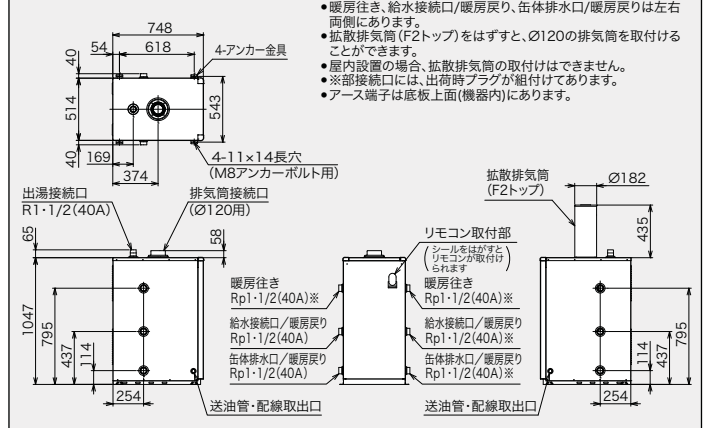 •暖房往き、給水接続口/暖房戻り、缶体排水口/暖房戻りは左右
両側にあります。
•拡散排気筒(F2トップ)をはずすと、Ø120の排気筒を取付ける
ことができます。
•屋内設置の場合、拡散排気筒の取付けはできません。
•※部接続口には、出荷時プラグが組付けてあります。
•アース端子は底板上面(機器内)にあります。
748
54
618
4-アンカー金具
40
514
543
40
169
374
4-11×14長穴
(M8アンカーボルト用)
出湯接続口
R1・1/2(40A)
排気筒接続口
(Ø120用)
65
58
1047
795
437
114
254
送油管・配線取出口
リモコン取付部
(シールをはがすと
リモコンが取付け
られます)
暖房往き
Rp1・1/2(40A)※
給水接続口/暖房戻り
Rp1・1/2(40A)
缶体排水口/暖房戻り
Rp1・1/2(40A)
暖房往き
Rp1・1/2(40A)※
給水接続口/暖房戻り
Rp1・1/2(40A)※
缶体排水口/暖房戻り
Rp1・1/2(40A)※
拡散排気筒
(F2トップ)
Ø182
435
795
437
114
254
送油管・配線取出口